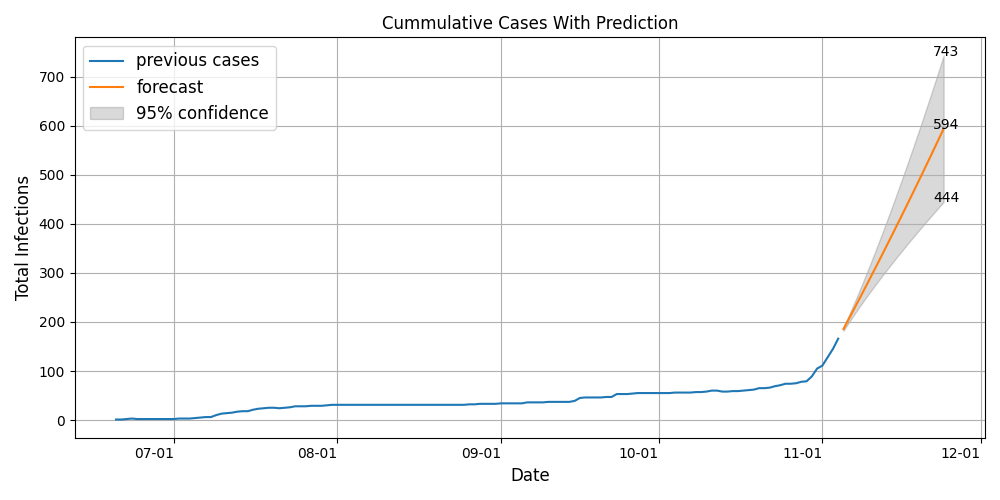 Cummulative Cases With Prediction
previous cases
forecast
95% confidence
743
594
444
Total Infections
700
600
500
400
300
200
100
0
07-01
08-01
09-01
10-01
11-01
12-01
Date